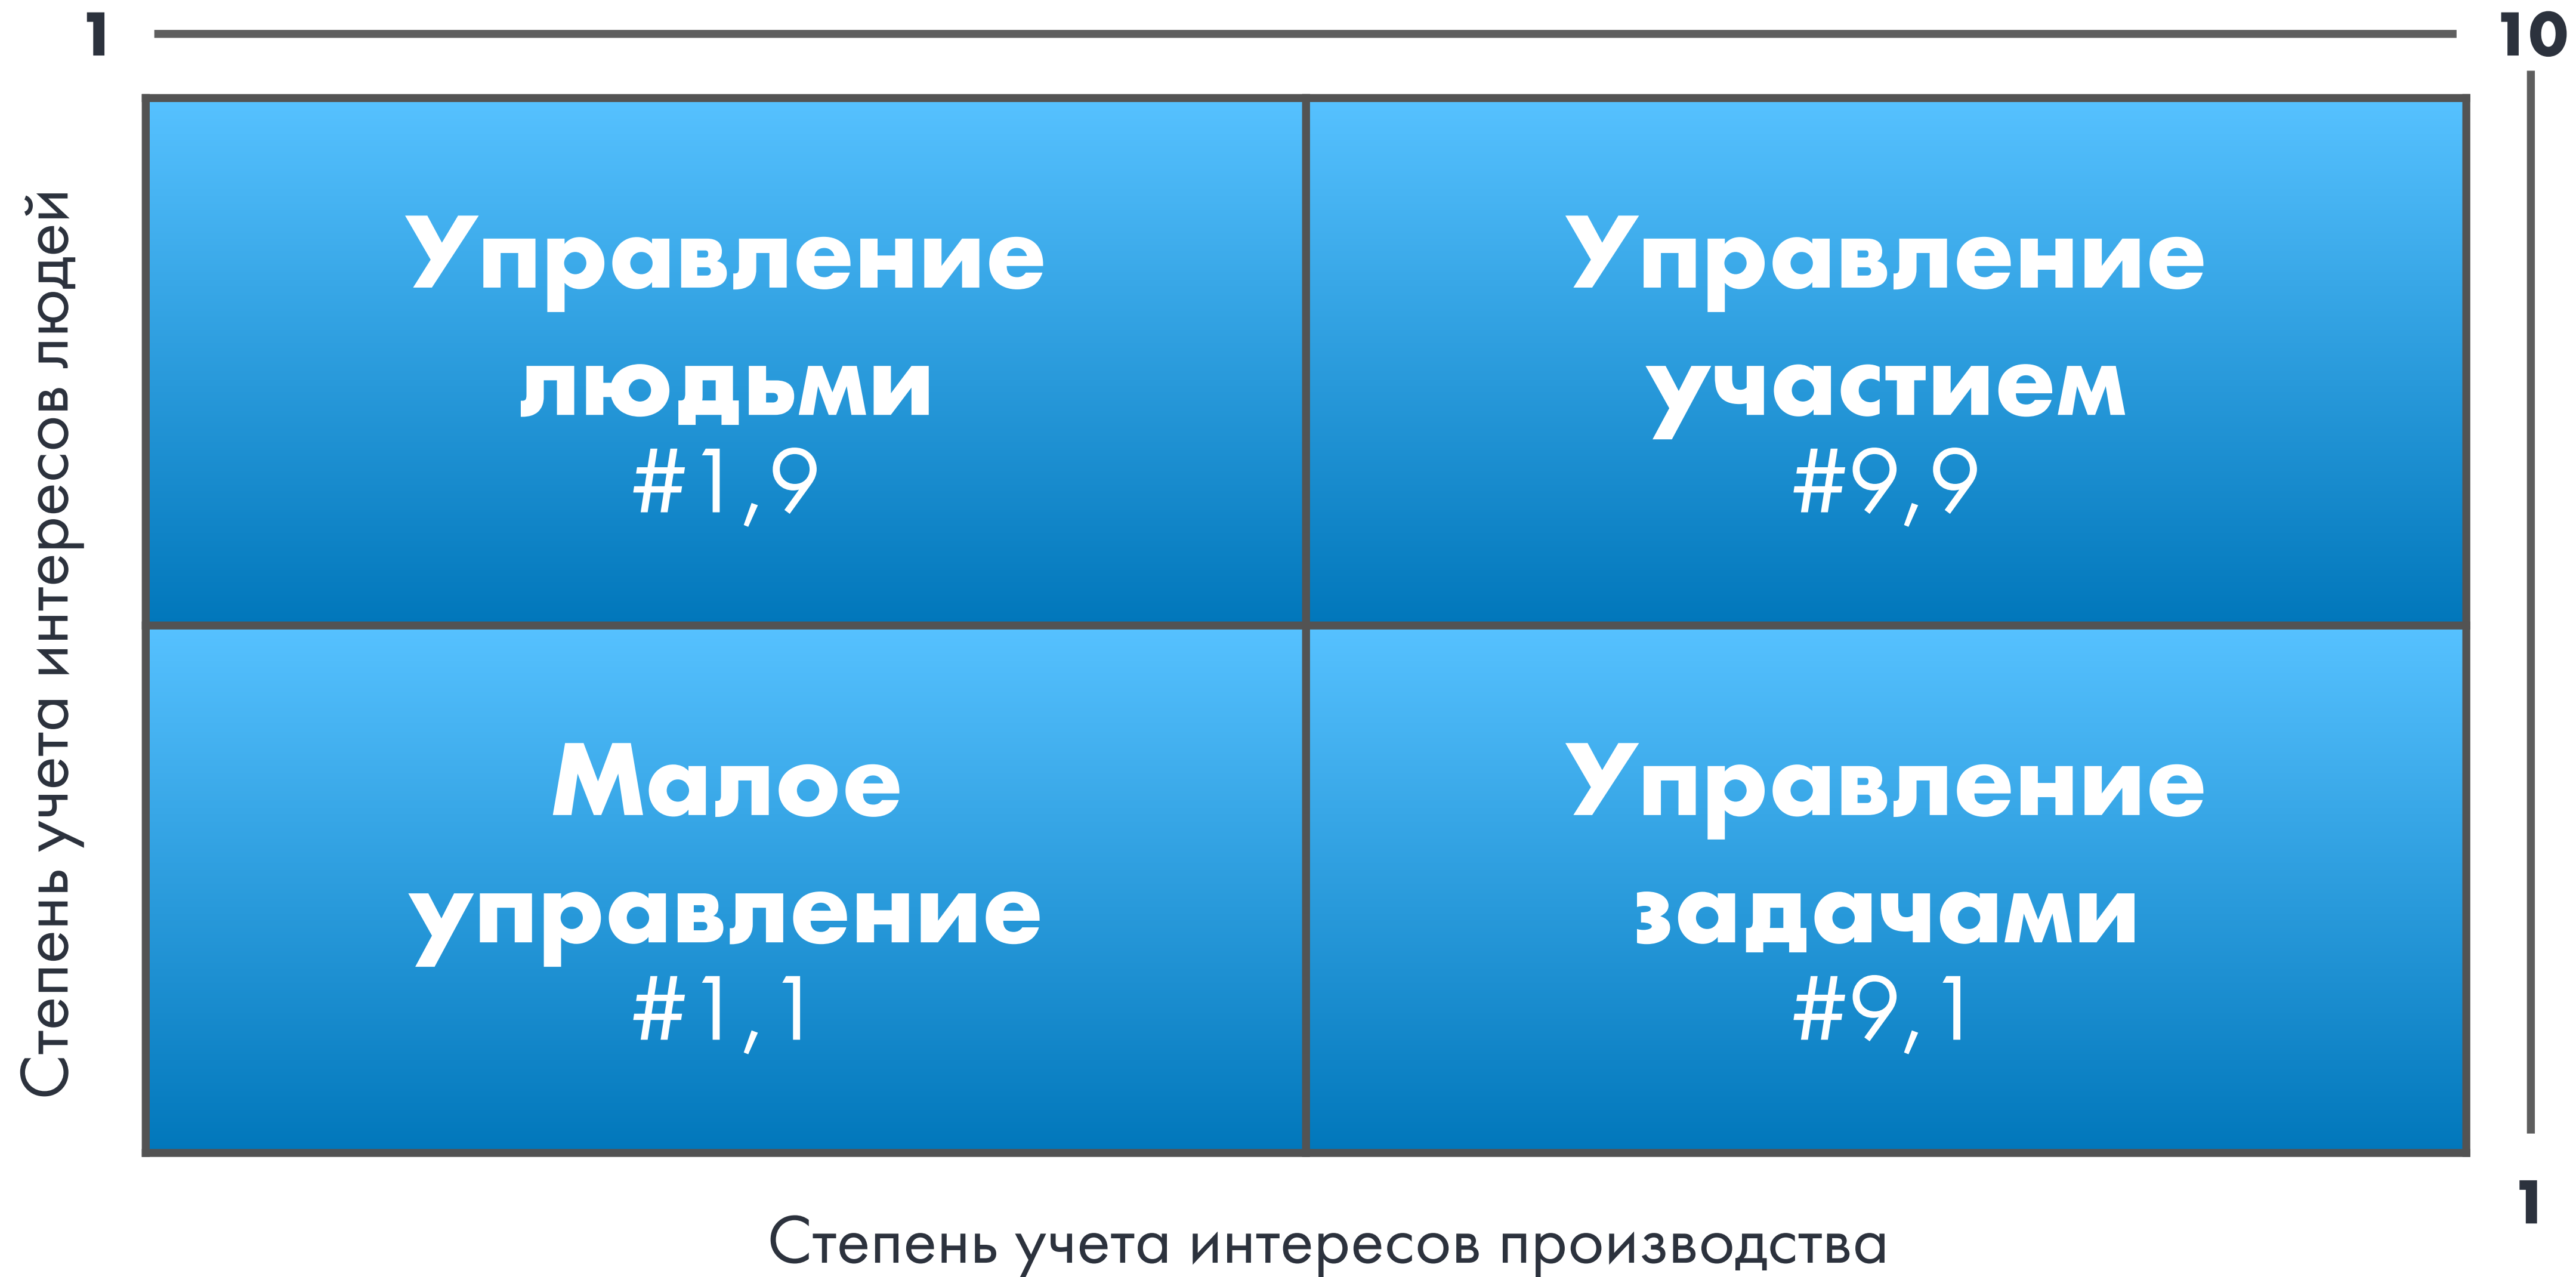 1
10
Степень учета интересов людей
Управление
людьми
#1,9
Управление
участием
#9,9
Малое
управление
#1,1
Управление
задачами
#9,1
1
Степень учета интересов производства